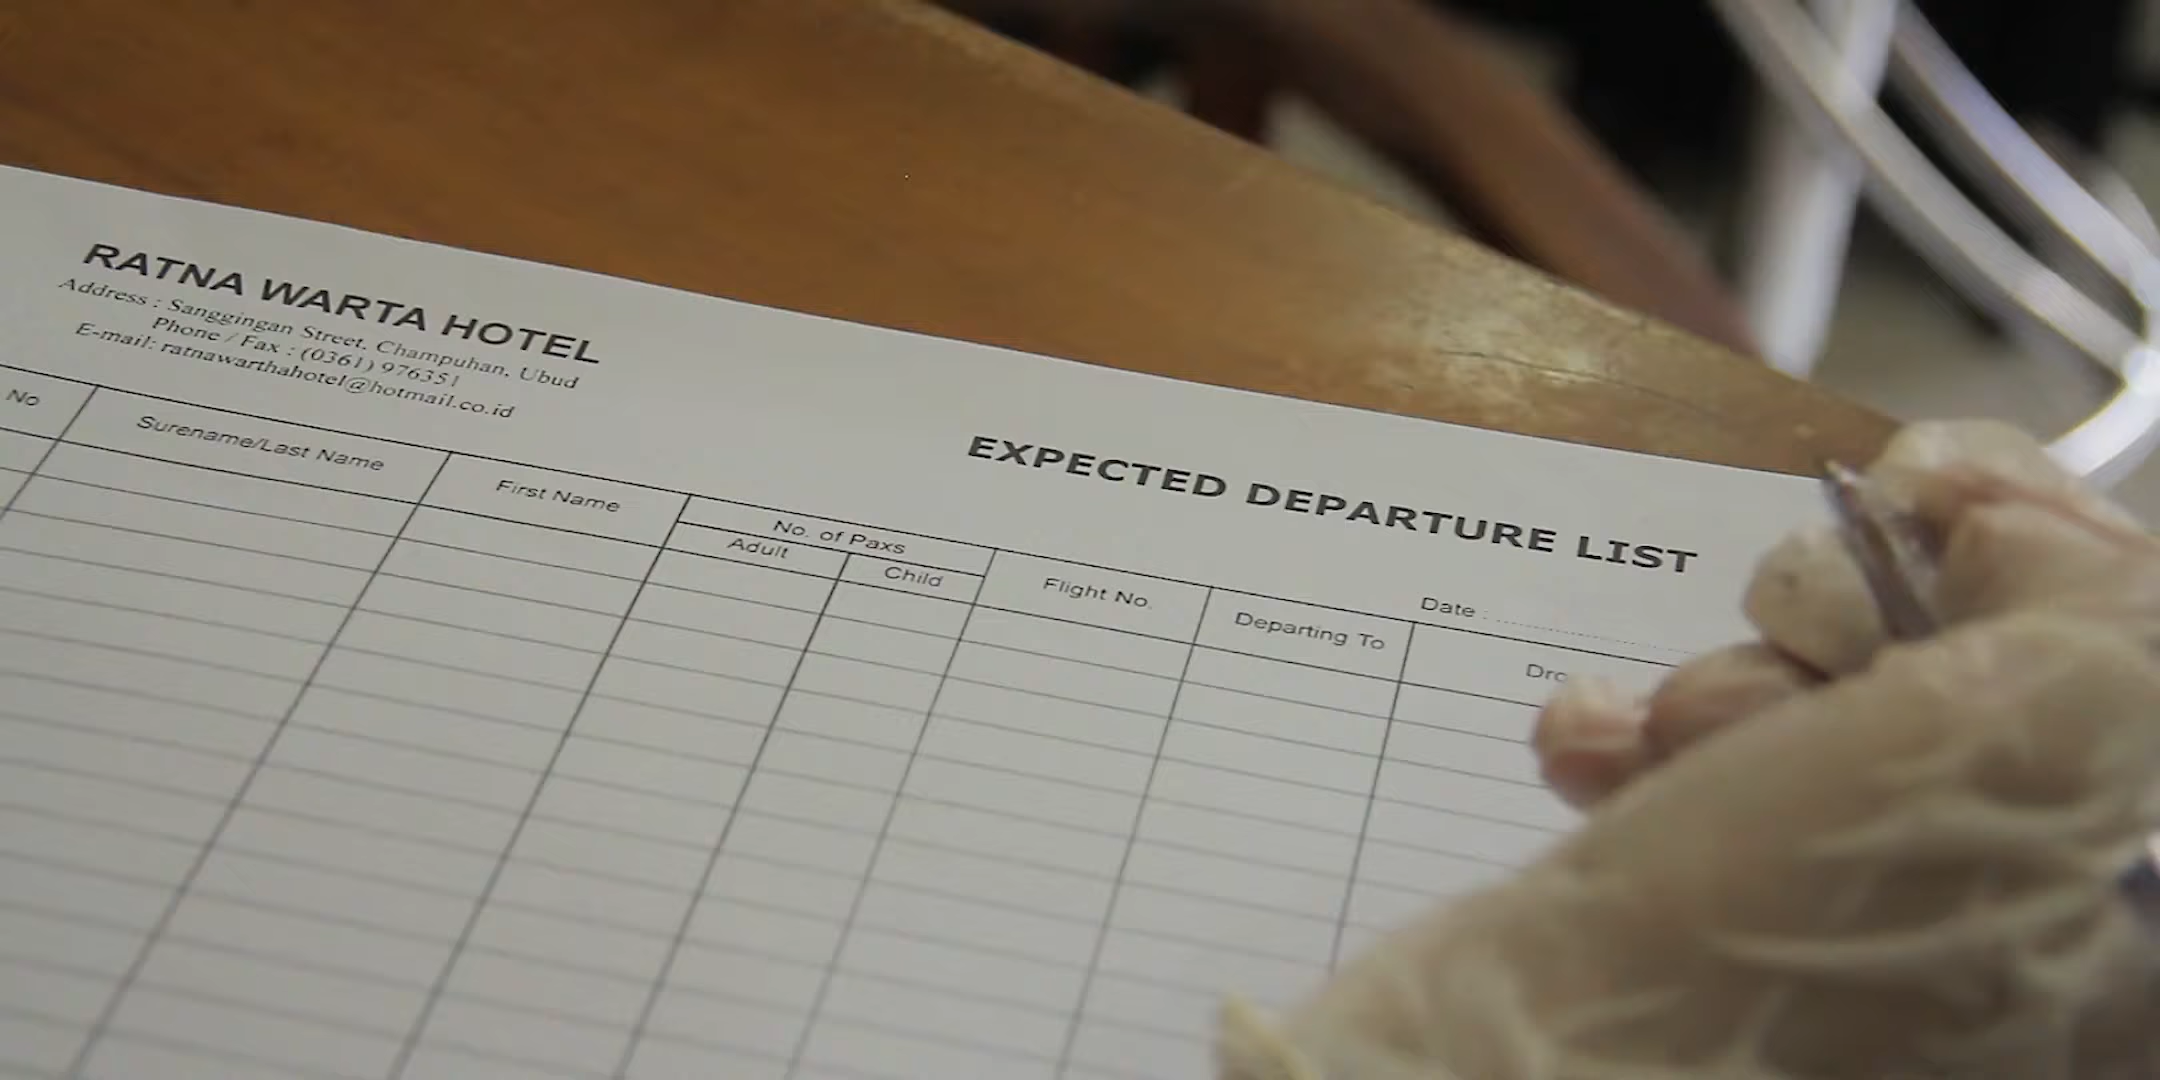 RATNA WARTA HOTEL
Address : Sanggingan Street, Champuhan, Ubud
Phone / Fax : (0361) 976351
E-mail: ratnawarthahotel@hotmail.co.id
EXPECTED DEPARTURE LIST
Date :
No
Surename/Last Name
First Name
No. of Paxs
Adult
Child
Flight No.
Departing To